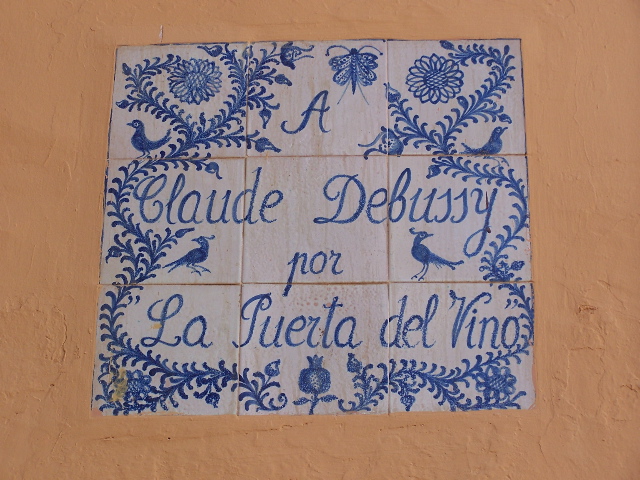 A
Claude Debussy
por
"La Puerta del Vino"